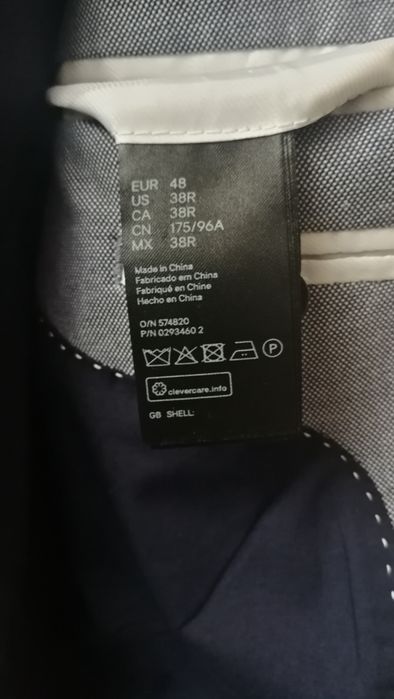 EUR 48
US 38R
CA 38R
CN 175/96A
MX 38R
Made in China
Fabricado em China
Fabriqué en Chine
Hecho en China
O/N 574820
P/N 0293460 2
P
clevercare.info
GB SHELL: